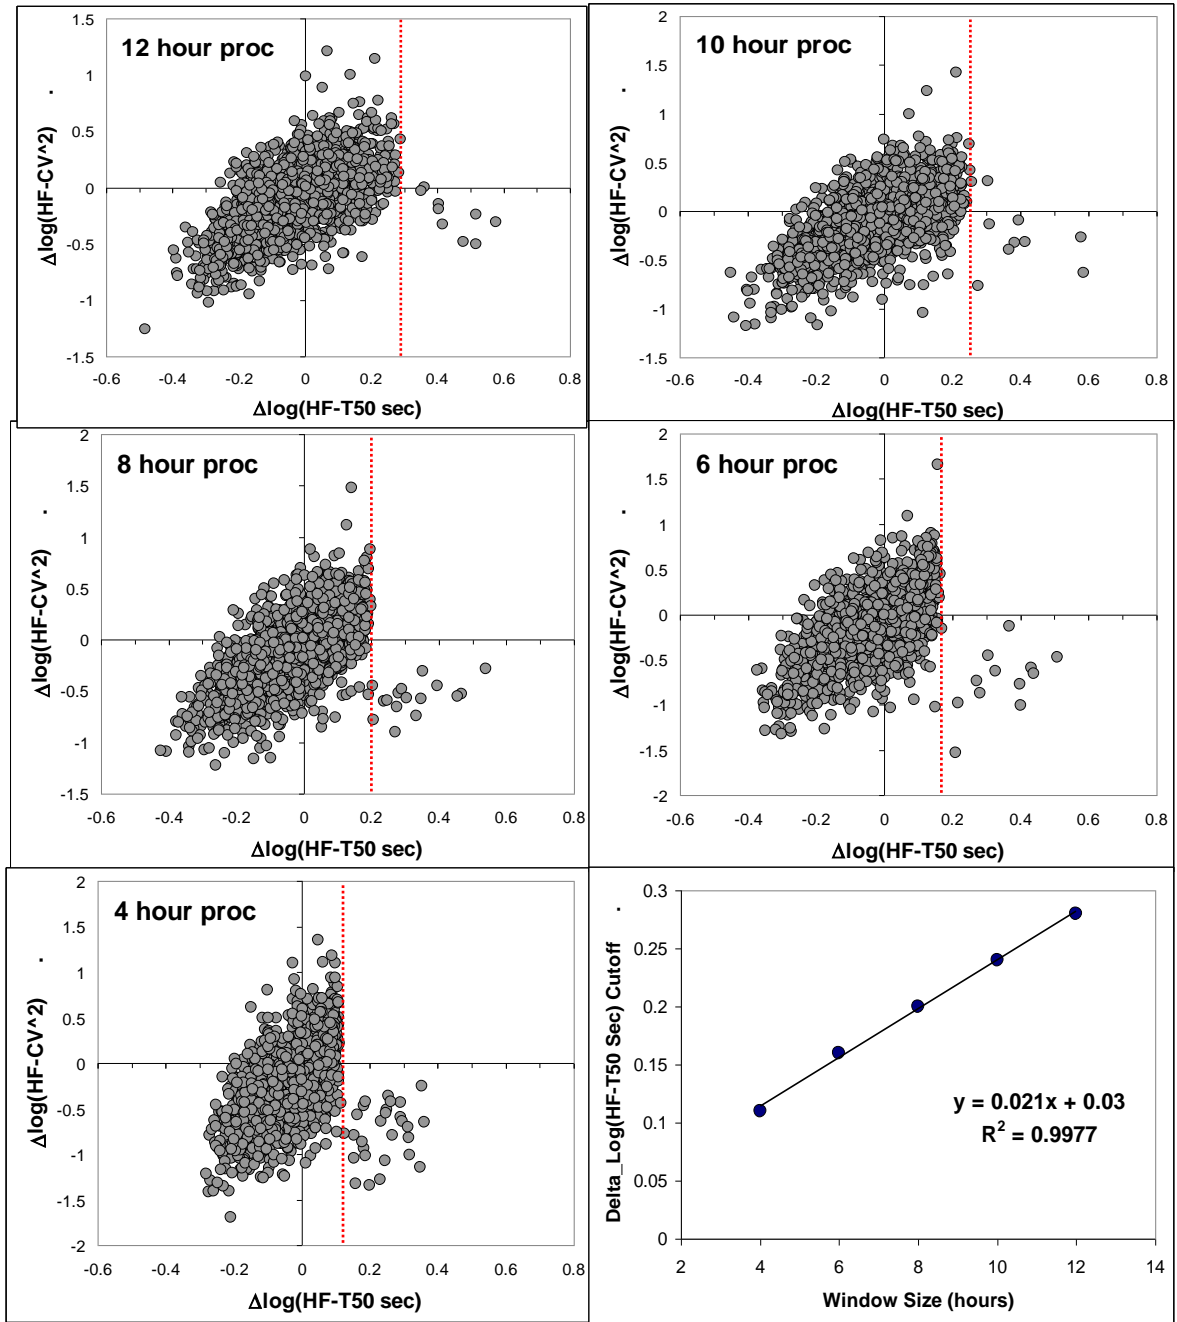 12 hour proc
1.5
1
0.5
0
-0.5
-1
-1.5
-0.6 -0.4 -0.2 0 0.2 0.4 0.6 0.8
Δlog(HF-CV^2) .
Δlog(HF-T50 sec)
10 hour proc
2
1.5
1
0.5
0
-0.5
-1
-1.5
-0.6 -0.4 -0.2 0 0.2 0.4 0.6 0.8
Δlog(HF-CV^2) .
Δlog(HF-T50 sec)
8 hour proc
2
1.5
1
0.5
0
-0.5
-1
-1.5
-0.6 -0.4 -0.2 0 0.2 0.4 0.6 0.8
Δlog(HF-CV^2) .
Δlog(HF-T50 sec)
6 hour proc
2
1.5
1
0.5
0
-0.5
-1
-1.5
-2
-0.6 -0.4 -0.2 0 0.2 0.4 0.6 0.8
Δlog(HF-CV^2) .
Δlog(HF-T50 sec)
4 hour proc
2
1.5
1
0.5
0
-0.5
-1
-1.5
-2
-0.6 -0.4 -0.2 0 0.2 0.4 0.6 0.8
Δlog(HF-CV^2) .
Δlog(HF-T50 sec)
0.3
0.25
0.2
0.15
0.1
0.05
0
2 4 6 8 10 12 14
Delta_Log(HF-T50 Sec) Cutoff .
y = 0.021x + 0.03
R² = 0.9977
Window Size (hours)